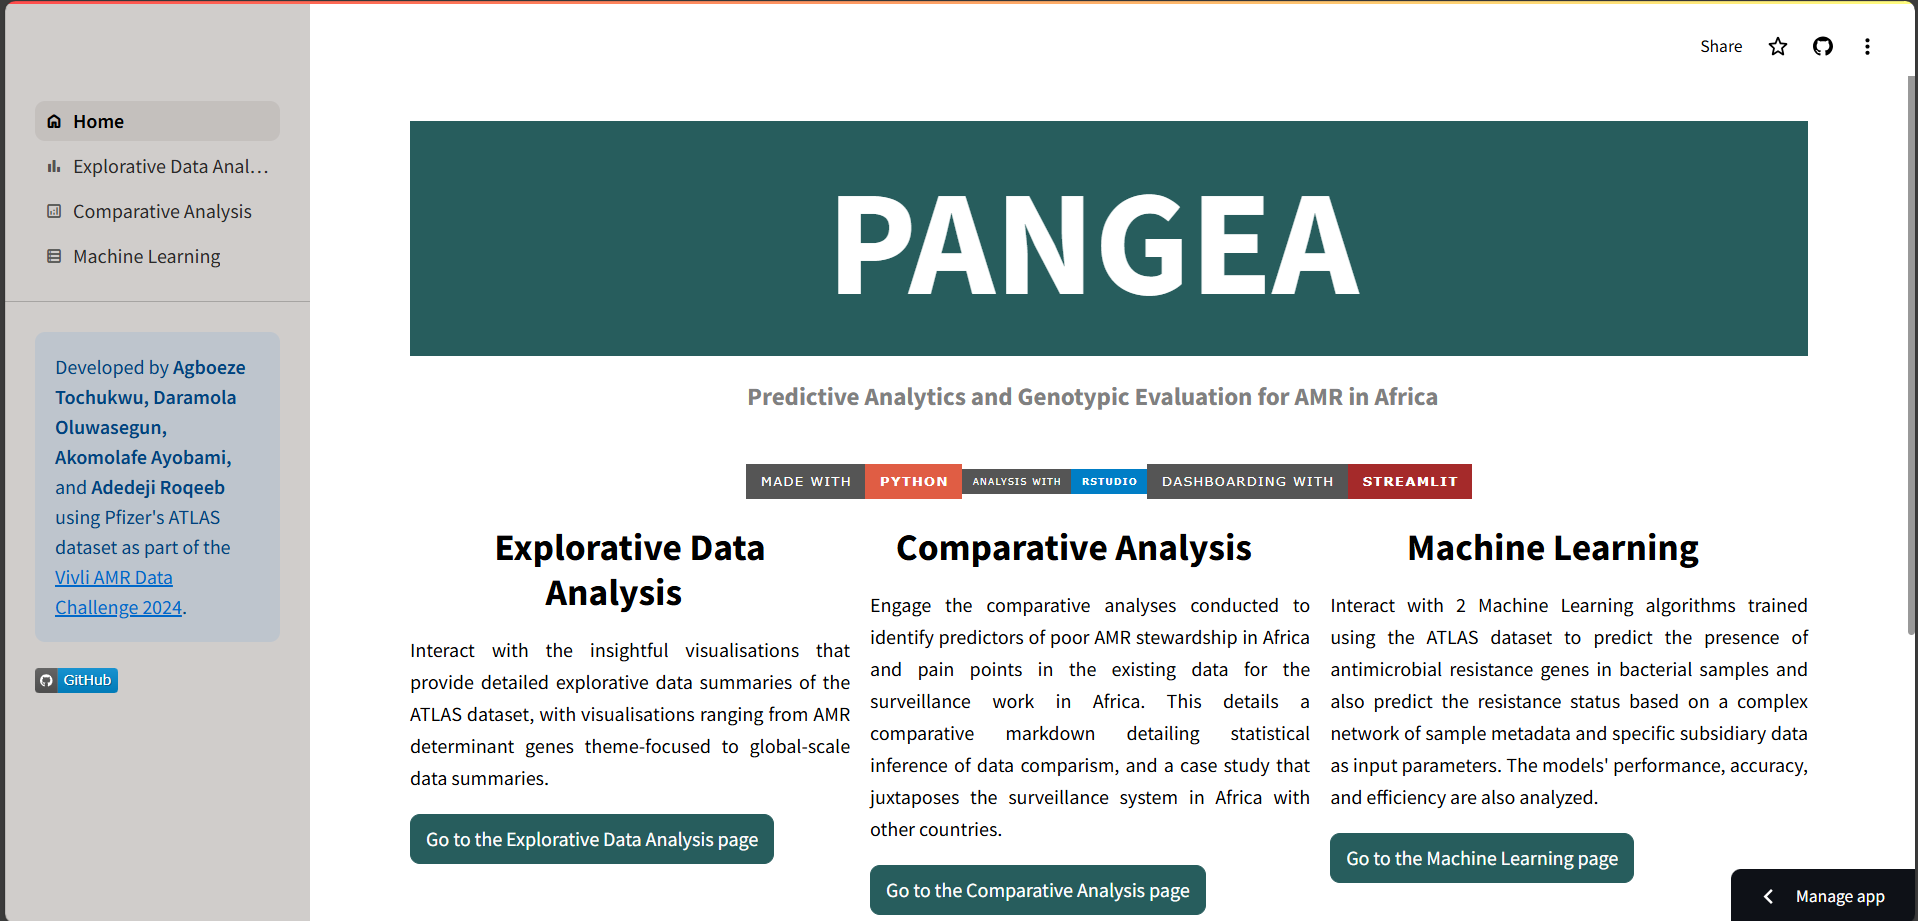 Share
Home
Explorative Data Anal...
Comparative Analysis
Machine Learning
Developed by Agboeze
Tochukwu, Daramola
Oluwasegun,
Akomolafe Ayobami,
and Adedeji Roqeeb
using Pfizer's ATLAS
dataset as part of the
Vivli AMR Data
Challenge 2024.
GitHub
PANGEA
Predictive Analytics and Genotypic Evaluation for AMR in Africa
MADE WITH PYTHON ANALYSIS WITH RSTUDIO DASHBOARDING WITH STREAMLIT
Explorative Data
Analysis
Interact with the insightful visualisations that
provide detailed explorative data summaries of the
ATLAS dataset, with visualisations ranging from AMR
determinant genes theme-focused to global-scale
data summaries.
Go to the Explorative Data Analysis page
Comparative Analysis
Engage the comparative analyses conducted to
identify predictors of poor AMR stewardship in Africa
and pain points in the existing data for the
surveillance work in Africa. This details a
comparative markdown detailing statistical
inference of data comparism, and a case study that
juxtaposes the surveillance system in Africa with
other countries.
Go to the Comparative Analysis page
Machine Learning
Interact with 2 Machine Learning algorithms trained
using the ATLAS dataset to predict the presence of
antimicrobial resistance genes in bacterial samples and
also predict the resistance status based on a complex
network of sample metadata and specific subsidiary data
as input parameters. The models' performance, accuracy,
and efficiency are also analyzed.
Go to the Machine Learning page
Manage app